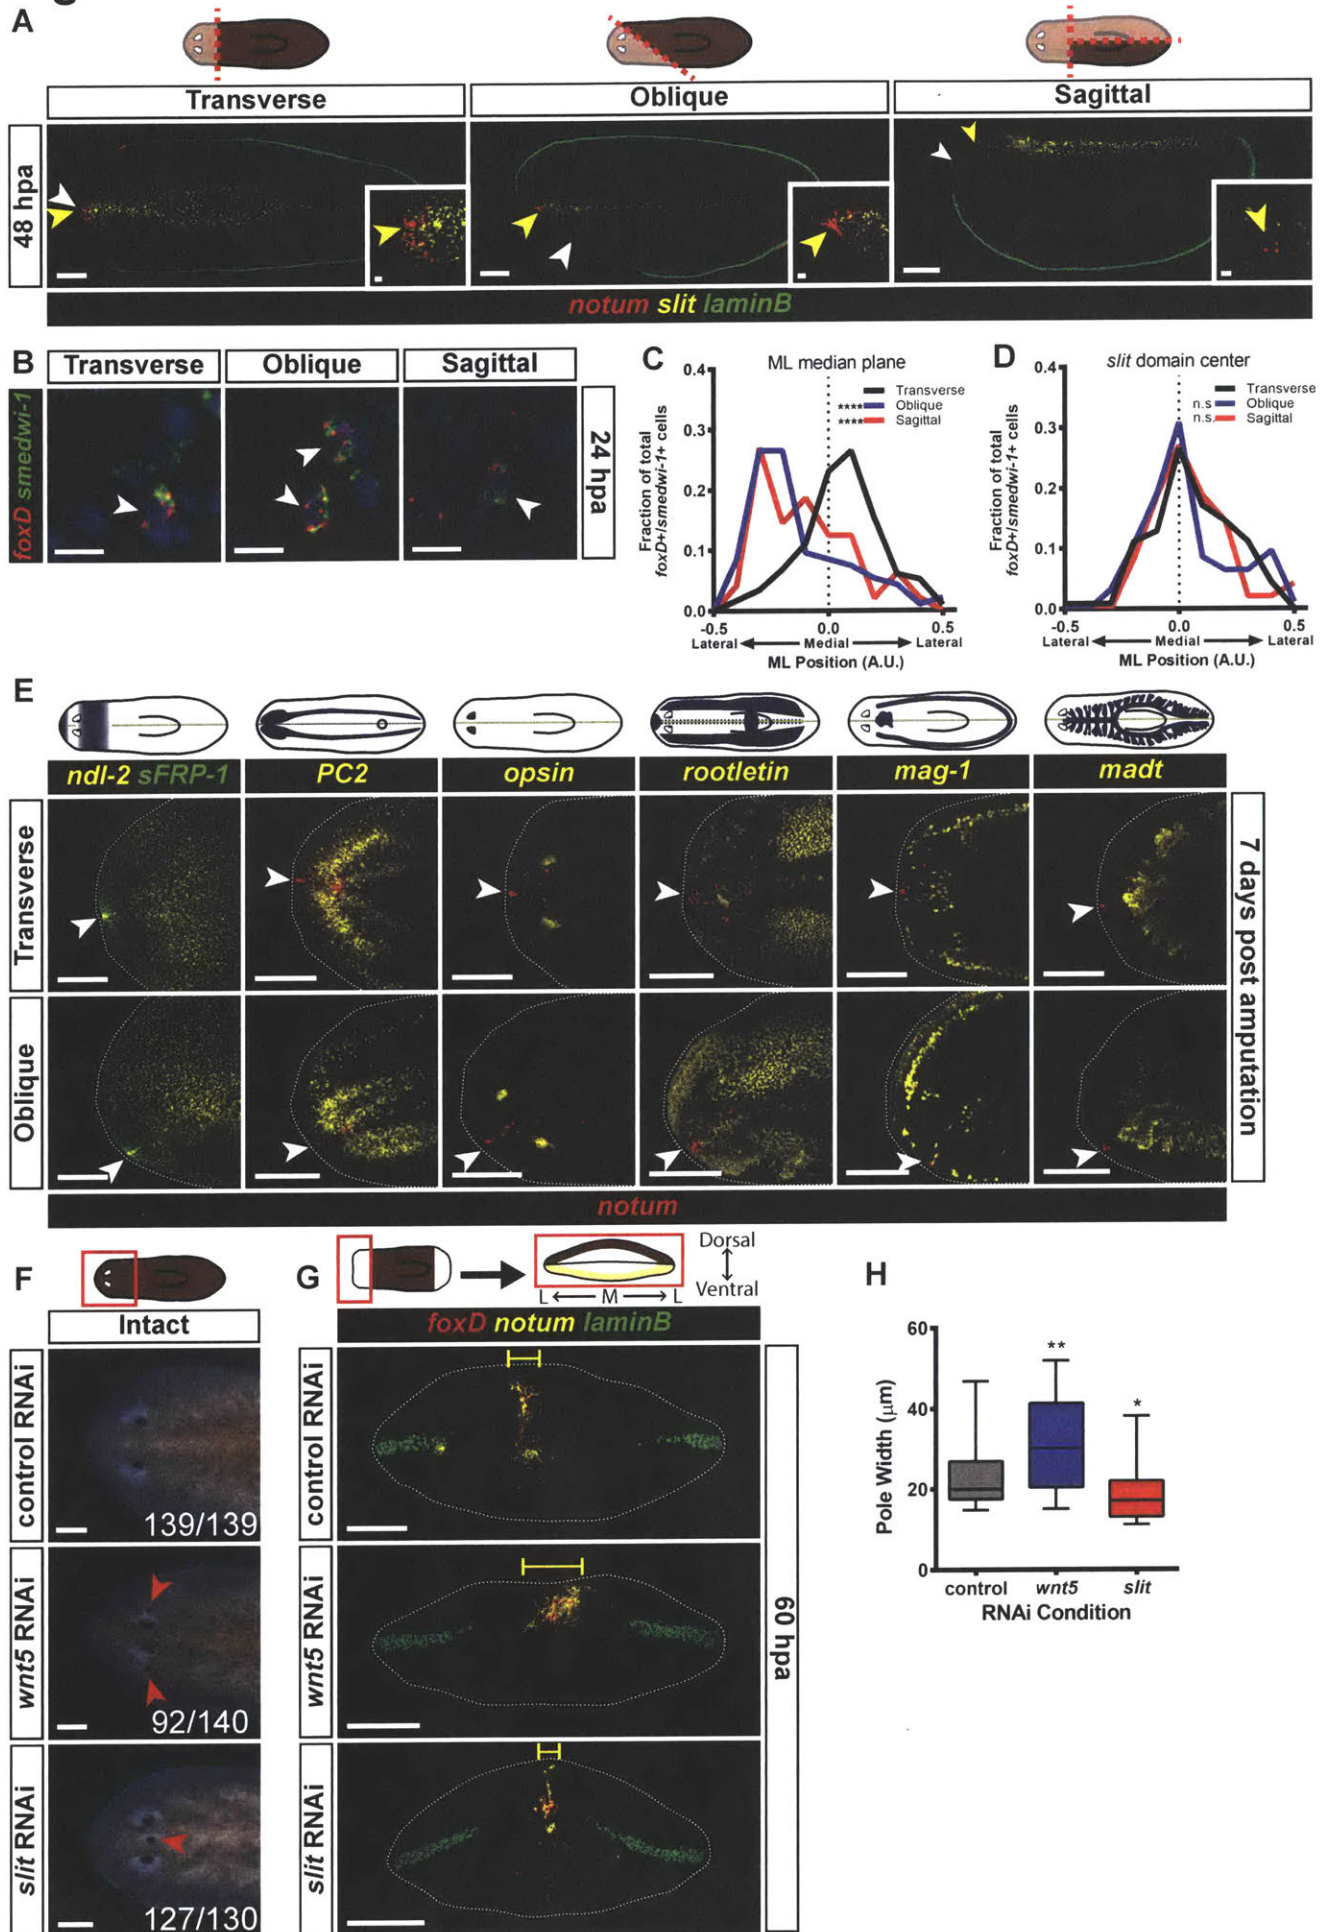 A
Transverse
Oblique
Sagittal
48 hpa
notum slit laminB
B
Transverse
Oblique
Sagittal
foxD smedwi-1
24 hpa
C
ML median plane
Transverse
**** Oblique
**** Sagittal
Fraction of total
foxD+/smedwi-1+ cells
0.4
0.3
0.2
0.1
0.0
-0.5
0.0
0.5
Lateral
Medial
Lateral
ML Position (A.U.)
D
slit domain center
Transverse
n.s Oblique
n.s. Sagittal
Fraction of total
foxD+/smedwi-1+ cells
0.4
0.3
0.2
0.1
0.0
-0.5
0.0
0.5
Lateral
Medial
Lateral
ML Position (A.U.)
E
ndl-2 sFRP-1
PC2
opsin
rootletin
mag-1
madt
Transverse
Oblique
7 days post amputation
notum
F
Intact
control RNAi
139/139
wnt5 RNAi
92/140
slit RNAi
127/130
G
Dorsal
Ventral
L
M
L
foxD notum laminB
control RNAi
wnt5 RNAi
slit RNAi
60 hpa
H
Pole Width (μm)
60
40
20
0
**
*
control
wnt5
slit
RNAi Condition